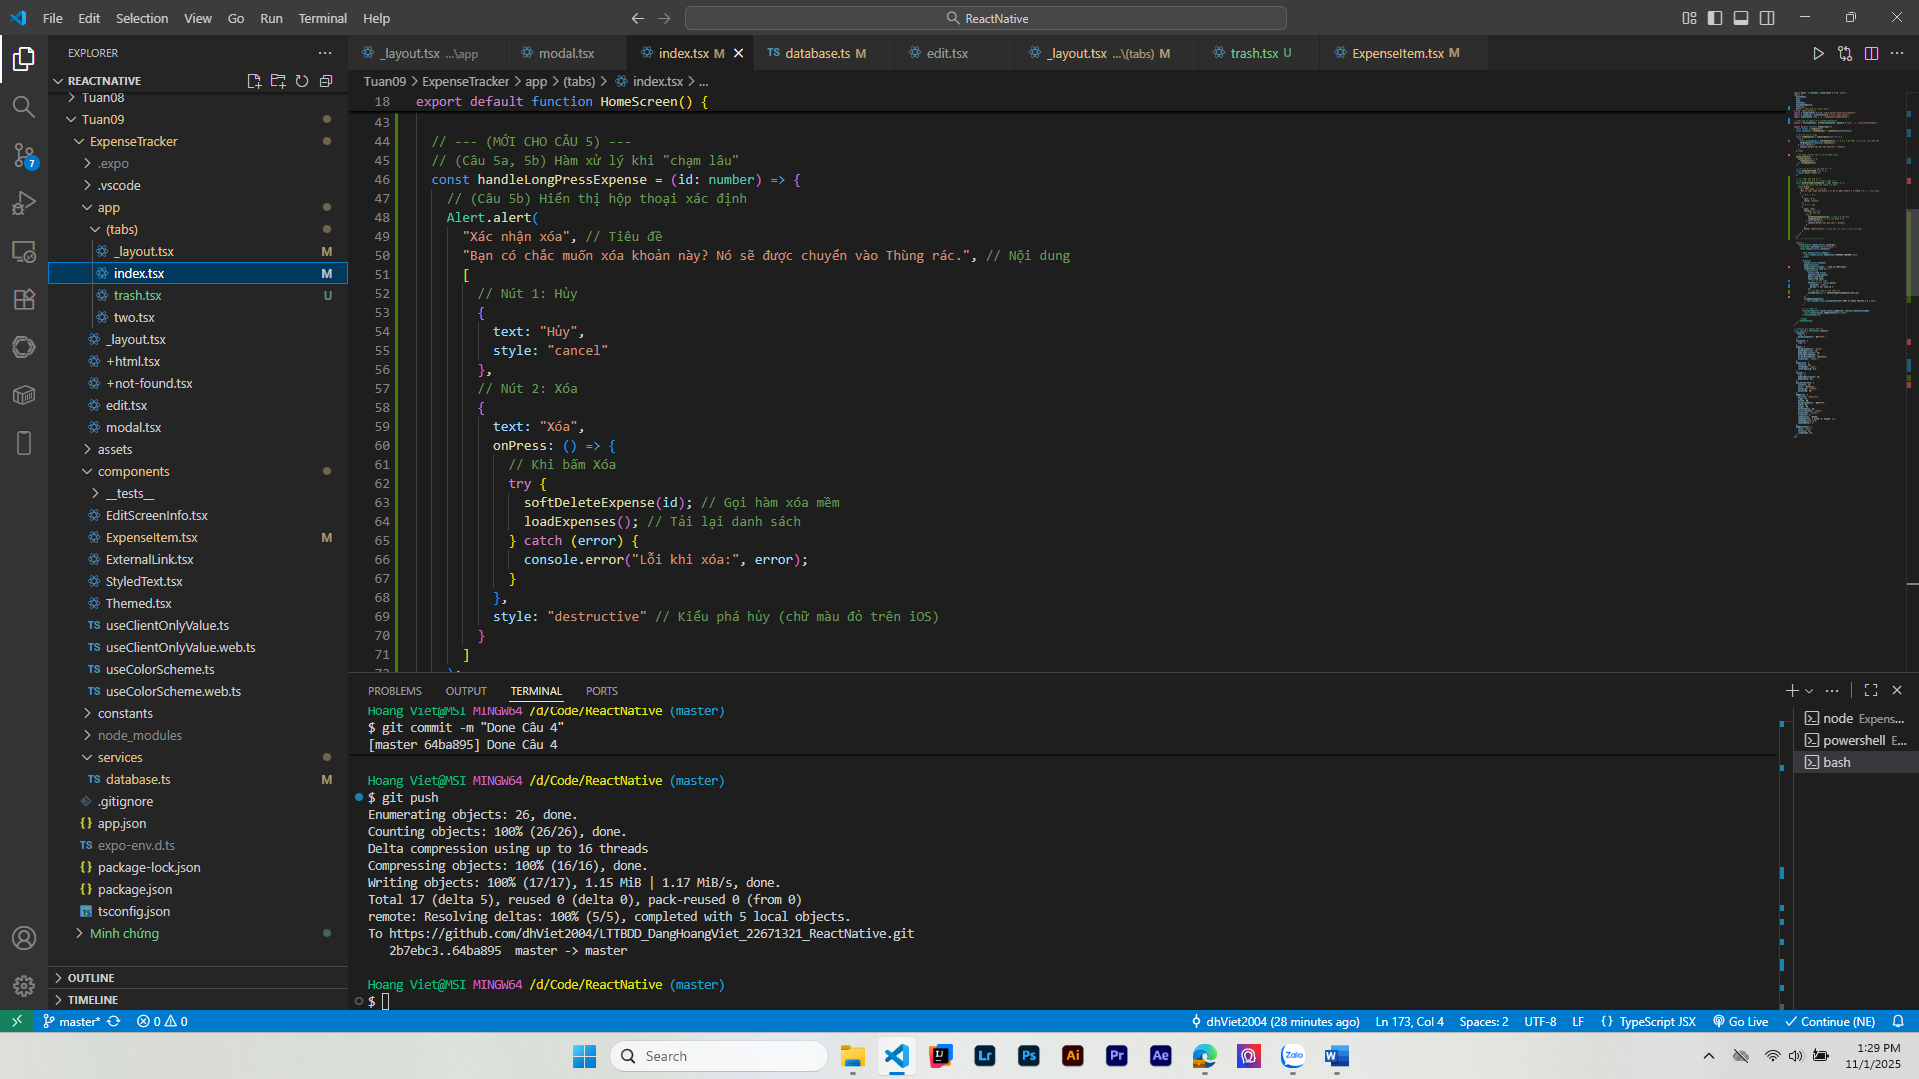 File Edit Selection View Go Run Terminal Help
ReactNative
EXPLORER
_layout.tsx ...\app
modal.tsx
index.tsx M
TS database.ts M
edit.tsx
_layout.tsx ...\(tabs) M
trash.tsx U
ExpenseItem.tsx M
REACTNATIVE
Tuan08
Tuan09
ExpenseTracker
.expo
.vscode
app
(tabs)
_layout.tsx M
index.tsx M
trash.tsx U
two.tsx
_layout.tsx
+html.tsx
+not-found.tsx
edit.tsx
modal.tsx
assets
components
__tests__
EditScreenInfo.tsx
ExpenseItem.tsx M
ExternalLink.tsx
StyledText.tsx
Themed.tsx
TS useClientOnlyValue.ts
TS useClientOnlyValue.web.ts
TS useColorScheme.ts
TS useColorScheme.web.ts
constants
node_modules
services
TS database.ts M
.gitignore
{} app.json
TS expo-env.d.ts
{} package-lock.json
{} package.json
tsconfig.json
Minh chứng
OUTLINE
TIMELINE
Tuan09 > ExpenseTracker > app > (tabs) > index.tsx > ...
18 export default function HomeScreen() {
43
44 // --- (MỚI CHO CÂU 5) ---
45 // (Câu 5a, 5b) Hàm xử lý khi "chạm lâu"
46 const handleLongPressExpense = (id: number) => {
47 // (Câu 5b) Hiển thị hộp thoại xác định
48 Alert.alert(
49 "Xác nhận xóa", // Tiêu đề
50 "Bạn có chắc muốn xóa khoản này? Nó sẽ được chuyển vào Thùng rác.", // Nội dung
51 [
52 // Nút 1: Hủy
53 {
54 text: "Hủy",
55 style: "cancel"
56 },
57 // Nút 2: Xóa
58 {
59 text: "Xóa",
60 onPress: () => {
61 // Khi bấm Xóa
62 try {
63 softDeleteExpense(id); // Gọi hàm xóa mềm
64 loadExpenses(); // Tải lại danh sách
65 } catch (error) {
66 console.error("Lỗi khi xóa:", error);
67 }
68 },
69 style: "destructive" // Kiểu phá hủy (chữ màu đỏ trên iOS)
70 }
71 ]
PROBLEMS OUTPUT TERMINAL PORTS
Hoang Viet@MSI MINGW64 /d/Code/ReactNative (master)
$ git commit -m "Done Câu 4"
[master 64ba895] Done Câu 4
Hoang Viet@MSI MINGW64 /d/Code/ReactNative (master)
$ git push
Enumerating objects: 26, done.
Counting objects: 100% (26/26), done.
Delta compression using up to 16 threads
Compressing objects: 100% (16/16), done.
Writing objects: 100% (17/17), 1.15 MiB | 1.17 MiB/s, done.
Total 17 (delta 5), reused 0 (delta 0), pack-reused 0 (from 0)
remote: Resolving deltas: 100% (5/5), completed with 5 local objects.
To https://github.com/dhViet2004/LTTBDD_DangHoangViet_22671321_ReactNative.git
2b7ebc3..64ba895 master -> master
Hoang Viet@MSI MINGW64 /d/Code/ReactNative (master)
$
node Expens...
powershell E...
bash
7
master* 0 0
dhViet2004 (28 minutes ago) Ln 173, Col 4 Spaces: 2 UTF-8 LF {} TypeScript JSX Go Live Continue (NE)
Search
Lr Ps Ai Pr Ae Zalo
1:29 PM
11/1/2025